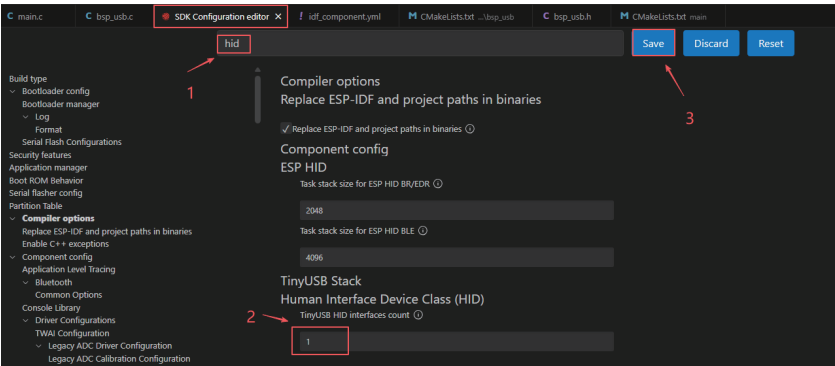 main.c bsp_usb.c SDK Configuration editor idf_component.yml CMakeLists.txt ...\bsp_usb bsp_usb.h CMakeLists.txt main
hid
Save
Discard
Reset
1
3
Build type
Bootloader config
Bootloader manager
Log
Format
Serial Flash Configurations
Security features
Application manager
Boot ROM Behavior
Serial flasher config
Partition Table
Compiler options
Replace ESP-IDF and project paths in binaries
Enable C++ exceptions
Component config
Application Level Tracing
Bluetooth
Common Options
Console Library
Driver Configurations
TWAI Configuration
Legacy ADC Driver Configuration
Legacy ADC Calibration Configuration
Compiler options
Replace ESP-IDF and project paths in binaries
Replace ESP-IDF and project paths in binaries
Component config
ESP HID
Task stack size for ESP HID BR/EDR
2048
Task stack size for ESP HID BLE
4096
TinyUSB Stack
Human Interface Device Class (HID)
2
TinyUSB HID interfaces count
1